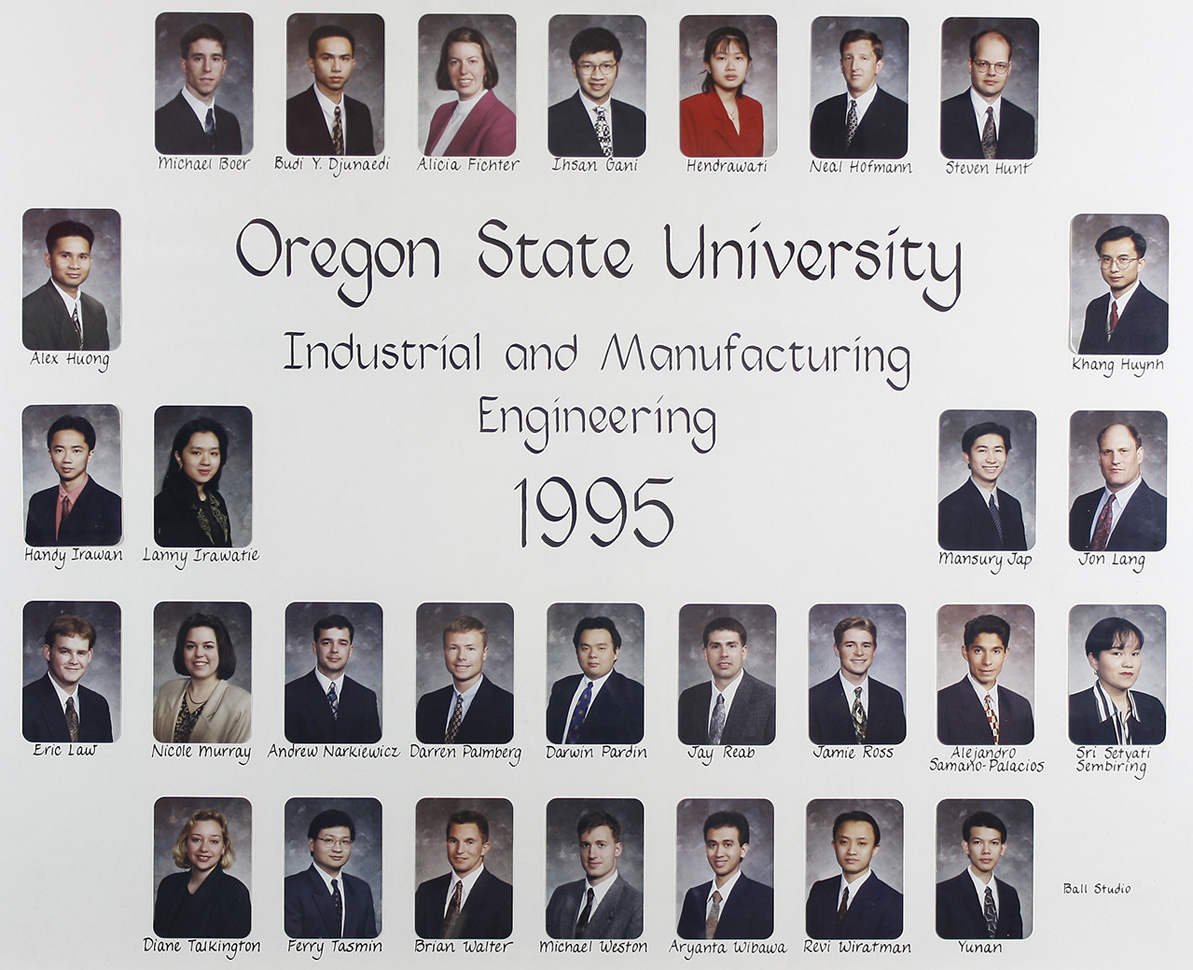 Michael Boer Budi Y. Djunaedi Alicia Fichter Ihsan Gani Hendrawati Neal Hofmann Steven Hunt
Oregon State University
Industrial and Manufacturing
Engineering
1995
Alex Huong Khang Huynh
Handy Irawan Lanny Irawatie Mansury Jap Jon Lang
Eric Law Nicole Murray Andrew Narkiewicz Darren Palmberg Darwin Pardin Jay Reab Jamie Ross Alejandro Sri Setyati
Samano-Palacios Sembiring
Ball Studio
Diane Talkington Ferry Tasmin Brian Walter Michael Weston Aryanta Wibawa Revi Wiratman Yunan